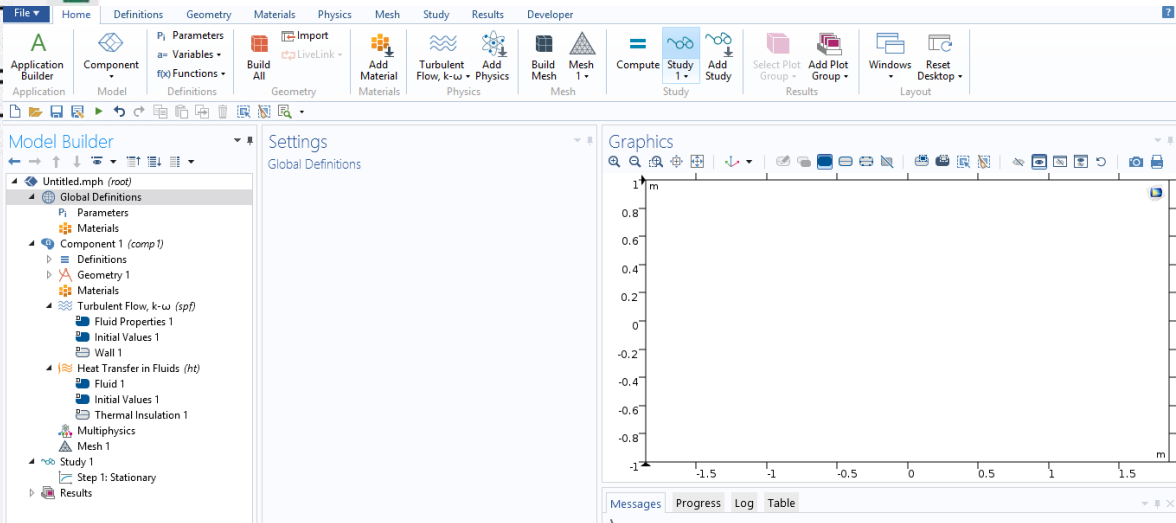 File Home Definitions Geometry Materials Physics Mesh Study Results Developer
A
Application Builder
Application
Component
Model
Pi Parameters
a= Variables
f(x) Functions
Definitions
Build All
Import
LiveLink
Geometry
Add Material
Materials
Turbulent Flow, k-ω
Add Physics
Physics
Build Mesh
Mesh 1
Mesh
Compute
Study 1
Add Study
Study
Select Plot Group
Add Plot Group
Results
Windows
Reset Desktop
Layout
?
Model Builder
Untitled.mph (root)
Global Definitions
Pi Parameters
Materials
Component 1 (comp1)
Definitions
Geometry 1
Materials
Turbulent Flow, k-ω (spf)
Fluid Properties 1
Initial Values 1
Wall 1
Heat Transfer in Fluids (ht)
Fluid 1
Initial Values 1
Thermal Insulation 1
Multiphysics
Mesh 1
Study 1
Step 1: Stationary
Results
Settings
Global Definitions
Graphics
1
m
0.8
0.6
0.4
0.2
0
-0.2
-0.4
-0.6
-0.8
-1
m
-1.5 -1 -0.5 0 0.5 1 1.5
Messages Progress Log Table